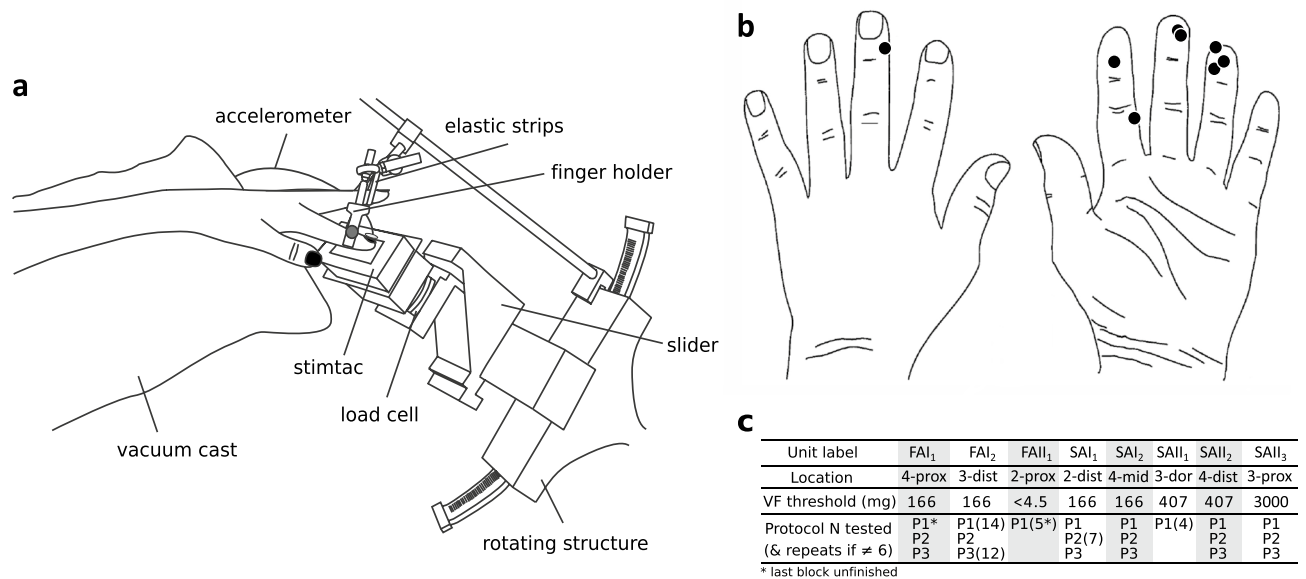 a
accelerometer
elastic strips
finger holder
slider
stimtac
load cell
vacuum cast
rotating structure
b
c
Unit label FAI1 FAI2 FAII1 SAI1 SAI2 SAII1 SAII2 SAII3
Location 4-prox 3-dist 2-prox 2-dist 4-mid 3-dor 4-dist 3-prox
VF threshold (mg) 166 166 <4.5 166 166 407 407 3000
Protocol N tested P1* P1(14) P1(5*) P1 P1 P1(4) P1 P1
(& repeats if ≠ 6) P2 P2 P2(7) P2 P2 P2
P3 P3(12) P3 P3 P3 P3
* last block unfinished